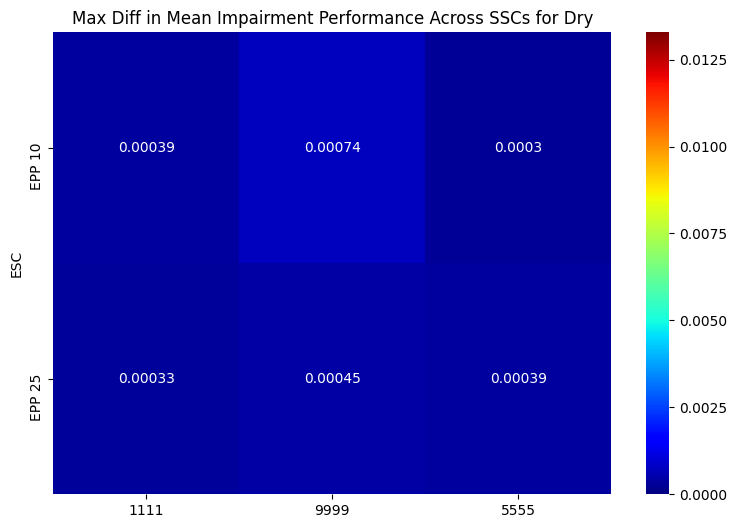 Max Diff in Mean Impairment Performance Across SSCs for Dry
ESC
EPP 10
0.00039 0.00074 0.0003
EPP 25
0.00033 0.00045 0.00039
1111 9999 5555
0.0125
0.0100
0.0075
0.0050
0.0025
0.0000